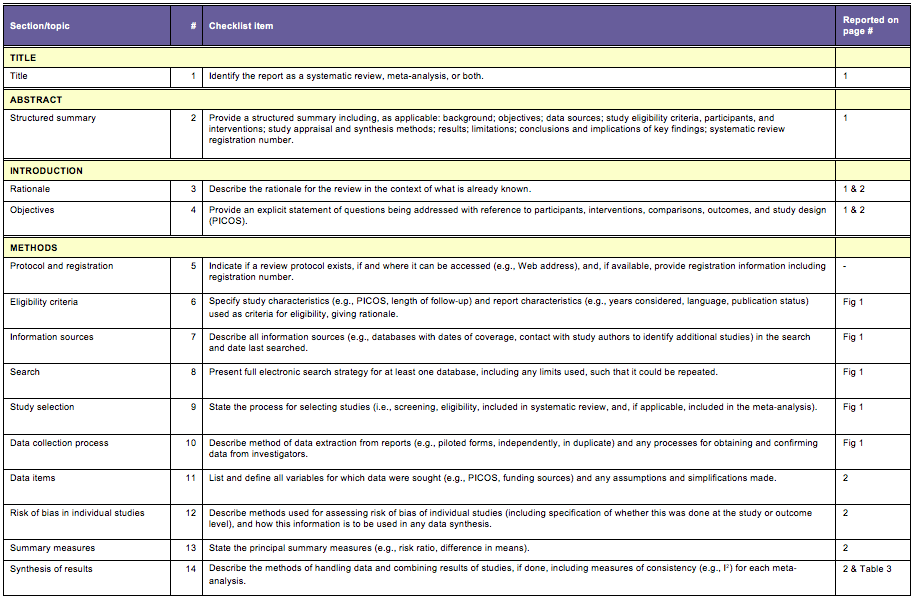 Section/topic # Checklist item Reported on page #
TITLE
Title 1 Identify the report as a systematic review, meta-analysis, or both. 1
ABSTRACT
Structured summary 2 Provide a structured summary including, as applicable: background; objectives; data sources; study eligibility criteria, participants, and 1
interventions; study appraisal and synthesis methods; results; limitations; conclusions and implications of key findings; systematic review
registration number.
INTRODUCTION
Rationale 3 Describe the rationale for the review in the context of what is already known. 1 & 2
Objectives 4 Provide an explicit statement of questions being addressed with reference to participants, interventions, comparisons, outcomes, and study design 1 & 2
(PICOS).
METHODS
Protocol and registration 5 Indicate if a review protocol exists, if and where it can be accessed (e.g., Web address), and, if available, provide registration information including -
registration number.
Eligibility criteria 6 Specify study characteristics (e.g., PICOS, length of follow-up) and report characteristics (e.g., years considered, language, publication status) Fig 1
used as criteria for eligibility, giving rationale.
Information sources 7 Describe all information sources (e.g., databases with dates of coverage, contact with study authors to identify additional studies) in the search Fig 1
and date last searched.
Search 8 Present full electronic search strategy for at least one database, including any limits used, such that it could be repeated. Fig 1
Study selection 9 State the process for selecting studies (i.e., screening, eligibility, included in systematic review, and, if applicable, included in the meta-analysis). Fig 1
Data collection process 10 Describe method of data extraction from reports (e.g., piloted forms, independently, in duplicate) and any processes for obtaining and confirming Fig 1
data from investigators.
Data items 11 List and define all variables for which data were sought (e.g., PICOS, funding sources) and any assumptions and simplifications made. 2
Risk of bias in individual studies 12 Describe methods used for assessing risk of bias of individual studies (including specification of whether this was done at the study or outcome 2
level), and how this information is to be used in any data synthesis.
Summary measures 13 State the principal summary measures (e.g., risk ratio, difference in means). 2
Synthesis of results 14 Describe the methods of handling data and combining results of studies, if done, including measures of consistency (e.g., I²) for each meta- 2 & Table 3
analysis.